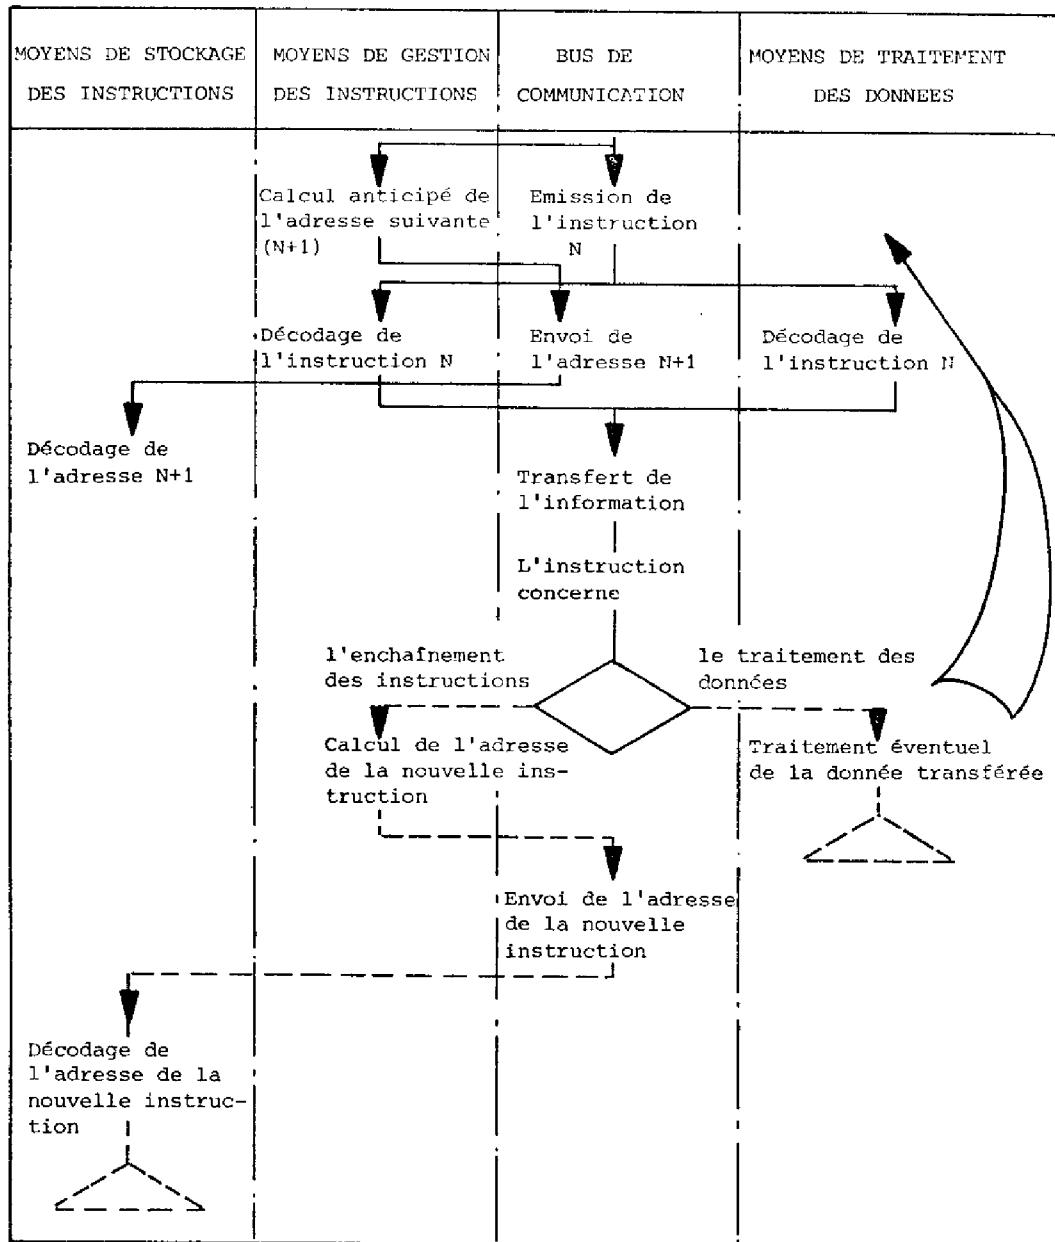 MOYENS DE STOCKAGE
DES INSTRUCTIONS
MOYENS DE GESTION
DES INSTRUCTIONS
BUS DE
COMMUNICATION
MOYENS DE TRAITEMENT
DES DONNEES
Calcul anticipé de
l'adresse suivante
(N+1)
Emission de
l'instruction
N
Décodage de
l'instruction N
Envoi de
l'adresse N+1
Décodage de
l'instruction N
Décodage de
l'adresse N+1
Transfert de
l'information
L'instruction
concerne
l'enchaînement
des instructions
le traitement des
données
Calcul de l'adresse
de la nouvelle ins-
truction
Traitement éventuel
de la donnée transférée
Envoi de l'adresse
de la nouvelle
instruction
Décodage de
l'adresse de la
nouvelle instruc-
tion